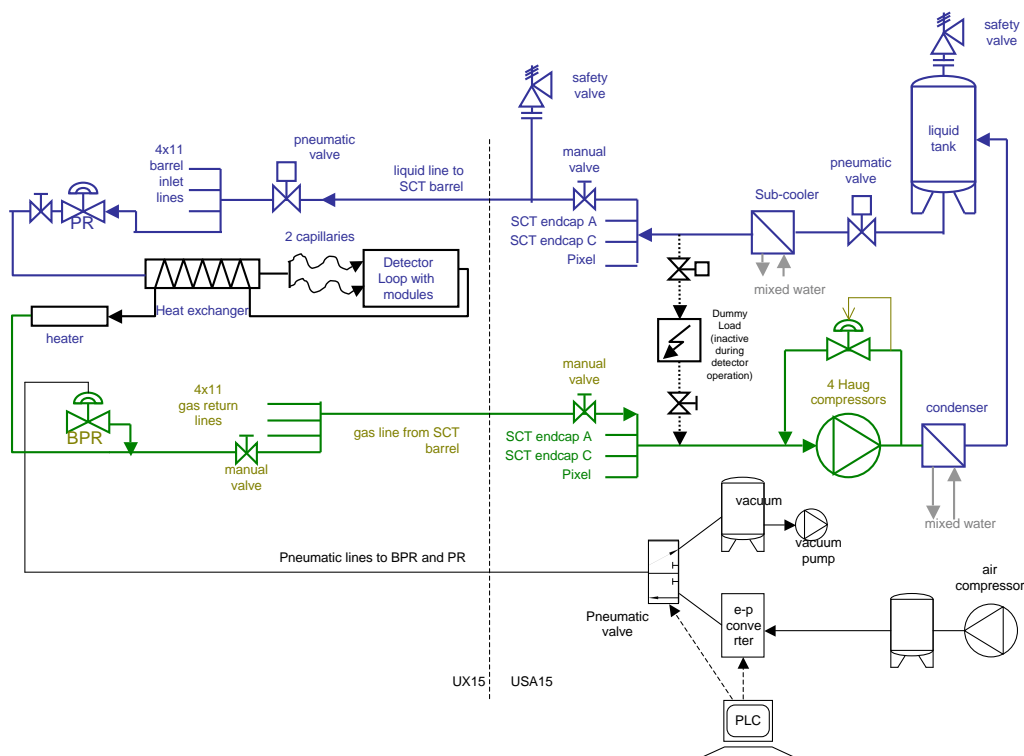 safety
valve
safety
valve
liquid
tank
4x11
barrel
inlet
lines
pneumatic
valve
liquid line to
SCT barrel
manual
valve
pneumatic
valve
Sub-cooler
PR
SCT endcap A
SCT endcap C
Pixel
2 capillaries
Detector
Loop with
modules
mixed water
Heat exchanger
heater
Dummy
Load
(inactive
during
detector
operation)
BPR
4x11
gas return
lines
manual
valve
gas line from SCT
barrel
manual
valve
4 Haug
compressors
condenser
SCT endcap A
SCT endcap C
Pixel
mixed water
vacuum
vacuum
pump
Pneumatic lines to BPR and PR
Pneumatic
valve
e-p
conve
rter
air
compressor
UX15
USA15
PLC